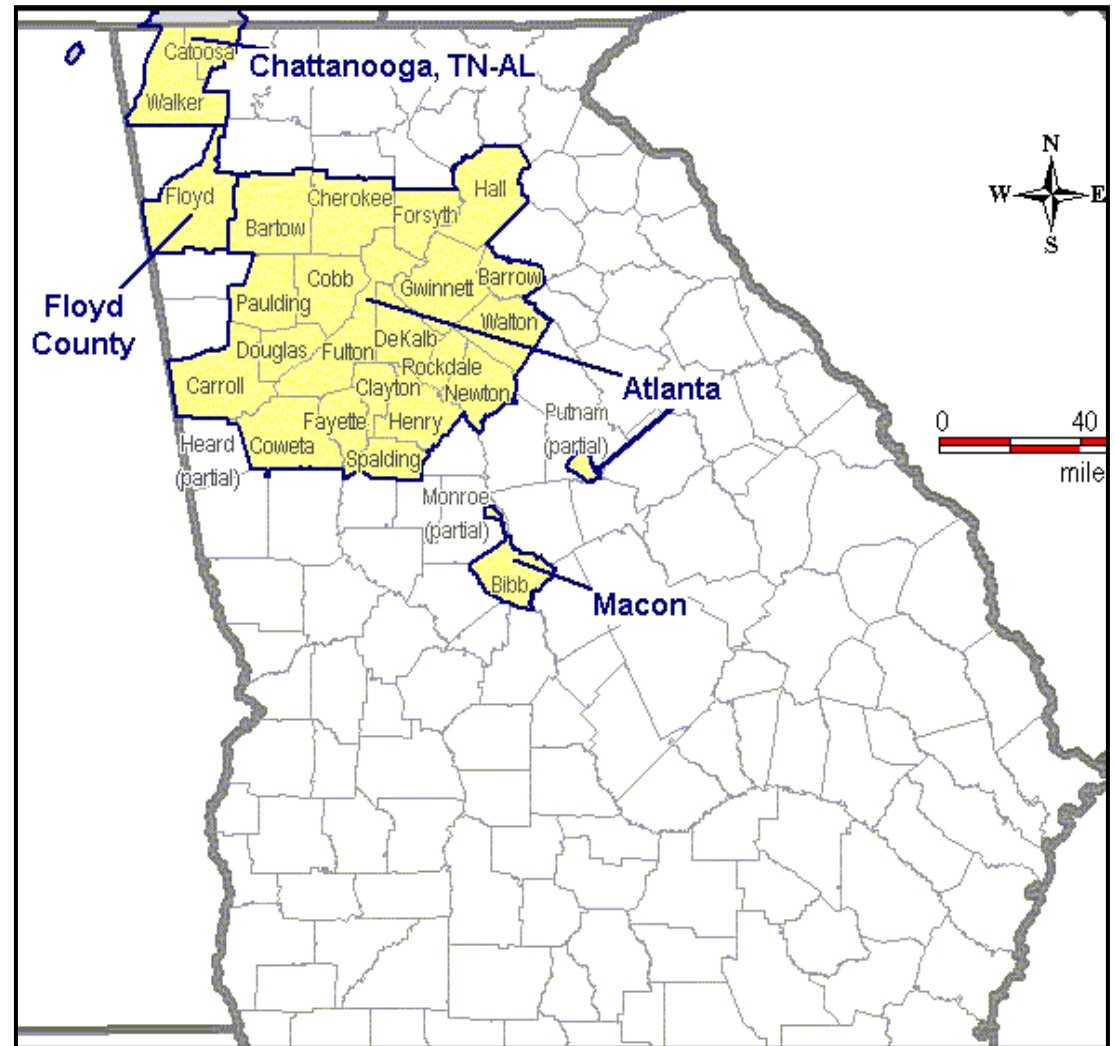 Catoosa
Chattanooga, TN-AL
Walker
N
W
E
S
Floyd
Cherokee
Hall
Forsyth
Bartow
Cobb
Gwinnett
Barrow
Paulding
Walton
Floyd
County
DeKalb
Douglas
Fulton
Rockdale
Carroll
Clayton
Newton
Atlanta
Fayette
Henry
Putnam
(partial)
0
40
mile
Heard
(partial)
Coweta
Spalding
Monroe
(partial)
Bibb
Macon